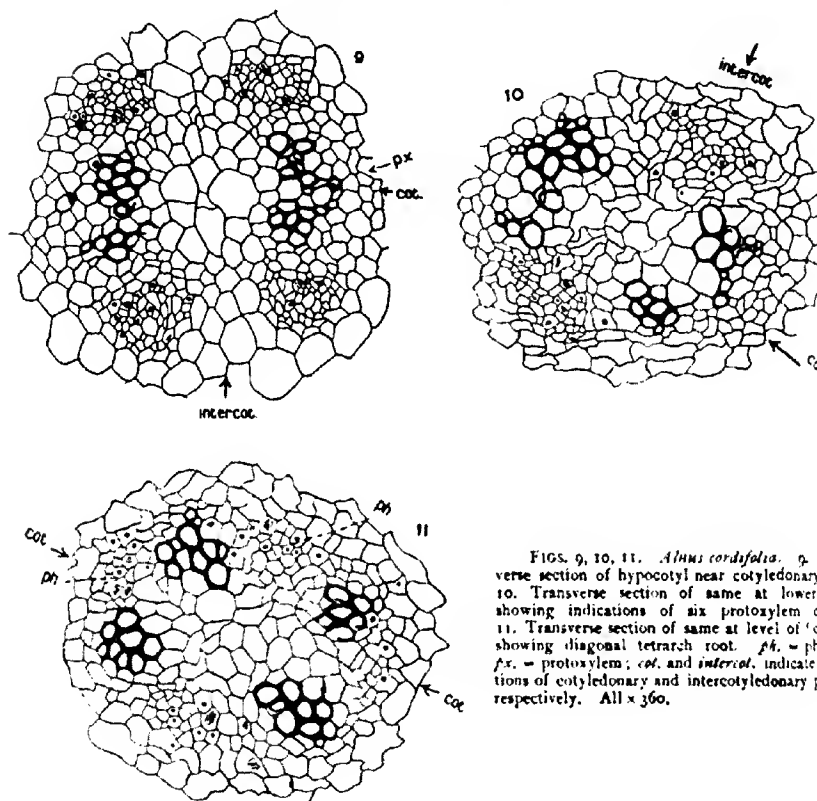 9
px
cot.
intercot.
10
intercot
11
ph
cot
ph
cot
FIGS. 9, 10, 11. Alnus cordifolia. 9.
verse section of hypocotyl near cotyledonary
10. Transverse section of same at lower
showing indications of six protoxylem
11. Transverse section of same at level of
showing diagonal tetrarch root. ph. = ph
px. = protoxylem; cot. and intercot. indicate
tions of cotyledonary and intercotyledonary p
respectively. All × 360.